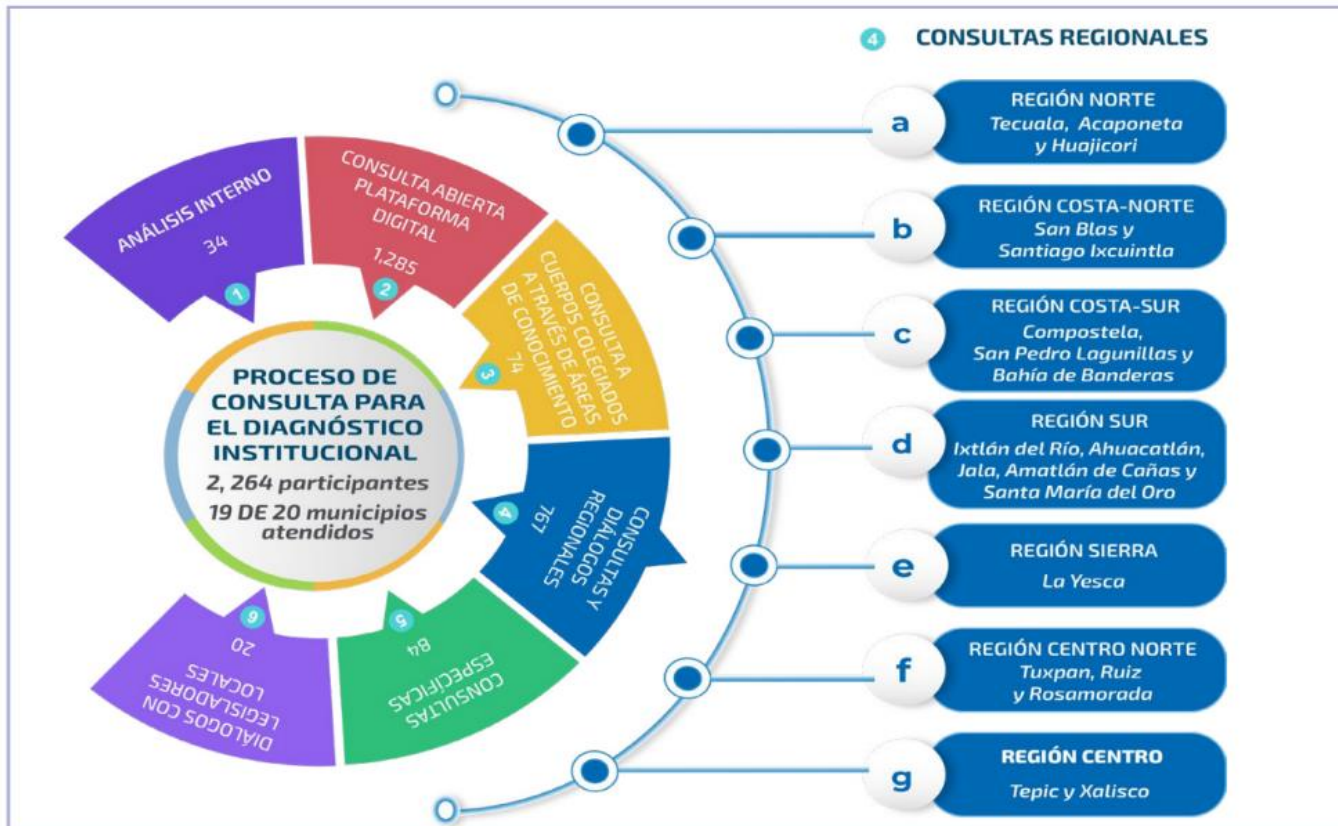 PROCESO DE
CONSULTA PARA
EL DIAGNÓSTICO
INSTITUCIONAL
2, 264 participantes
19 DE 20 municipios
atendidos
ANÁLISIS INTERNO
34
1
CONSULTA ABIERTA
PLATAFORMA
DIGITAL
1,285
2
CONSULTA A
CUERPOS COLEGIADOS
A TRAVÉS DE ÁREAS
DE CONOCIMIENTO
74
3
CONSULTAS Y
DIÁLOGOS
REGIONALES
767
4
CONSULTAS
ESPECÍFICAS
84
5
DIÁLOGOS CON
LEGISLADORES
LOCALES
20
6
4 CONSULTAS REGIONALES
a
REGIÓN NORTE
Tecuala, Acaponeta
y Huajicori
b
REGIÓN COSTA-NORTE
San Blas y
Santiago Ixcuintla
c
REGIÓN COSTA-SUR
Compostela,
San Pedro Lagunillas y
Bahía de Banderas
d
REGIÓN SUR
Ixtlán del Río, Ahuacatlán,
Jala, Amatlán de Cañas y
Santa María del Oro
e
REGIÓN SIERRA
La Yesca
f
REGIÓN CENTRO NORTE
Tuxpan, Ruiz
y Rosamorada
g
REGIÓN CENTRO
Tepic y Xalisco